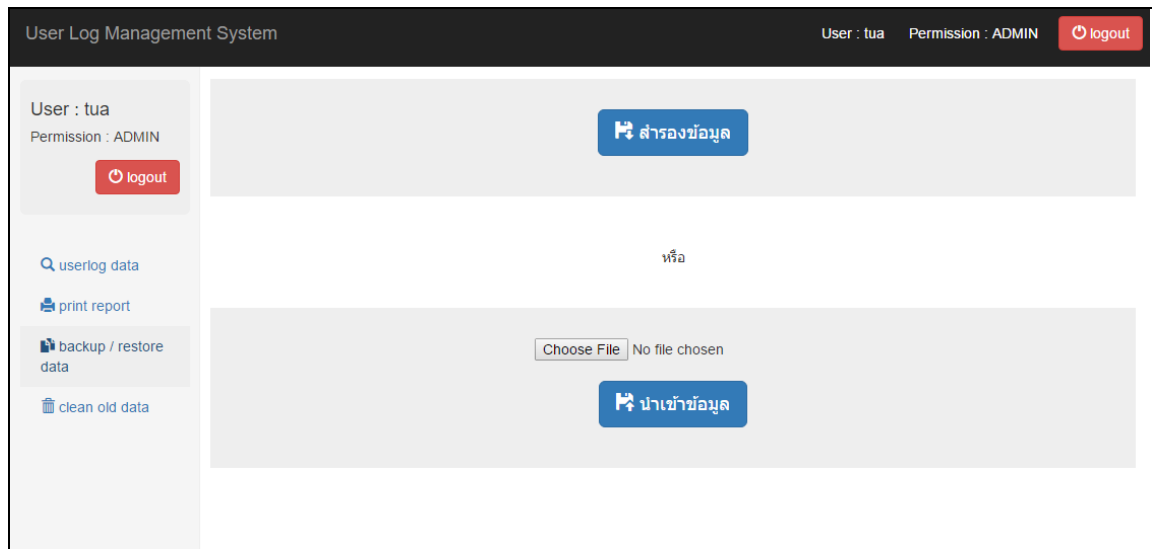 User Log Management System
User : tua
Permission : ADMIN
logout
User : tua
Permission : ADMIN
logout
userlog data
print report
backup / restore
data
clean old data
สำรองข้อมูล
หรือ
Choose File No file chosen
นำเข้าข้อมูล